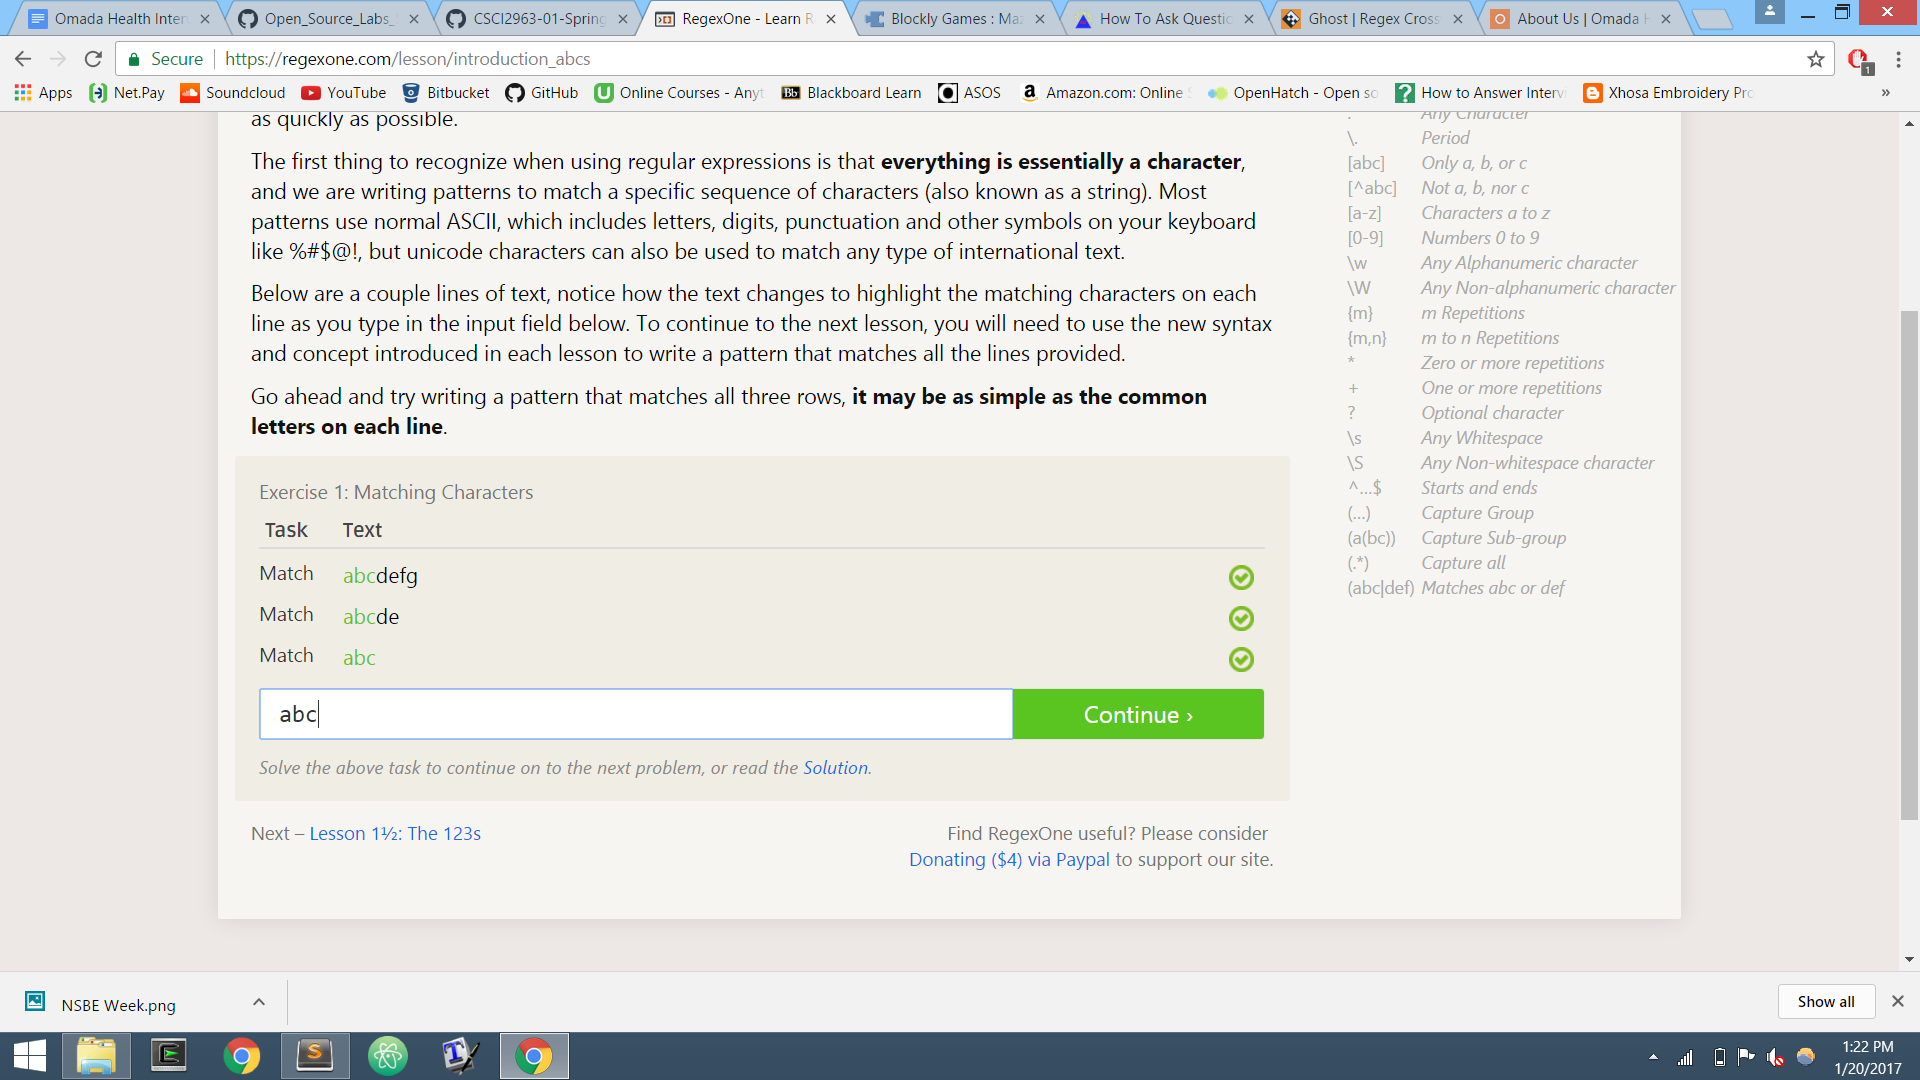 Omada Health Inter
Open_Source_Labs_
CSCI2963-01-Spring
RegexOne - Learn R
Blockly Games : Maz
How To Ask Questio
Ghost | Regex Cross
About Us | Omada H
Secure
https://regexone.com/lesson/introduction_abcs
1
Apps
Net.Pay
Soundcloud
YouTube
Bitbucket
GitHub
Online Courses - Anyt
Bb Blackboard Learn
ASOS
Amazon.com: Online S
OpenHatch - Open so
How to Answer Interv
Xhosa Embroidery Pro
»
as quickly as possible.
The first thing to recognize when using regular expressions is that everything is essentially a character,
and we are writing patterns to match a specific sequence of characters (also known as a string). Most
patterns use normal ASCII, which includes letters, digits, punctuation and other symbols on your keyboard
like %#$@!, but unicode characters can also be used to match any type of international text.
Below are a couple lines of text, notice how the text changes to highlight the matching characters on each
line as you type in the input field below. To continue to the next lesson, you will need to use the new syntax
and concept introduced in each lesson to write a pattern that matches all the lines provided.
Go ahead and try writing a pattern that matches all three rows, it may be as simple as the common
letters on each line.
Exercise 1: Matching Characters
Task Text
Match abcdefg
Match abcde
Match abc
abc
Continue ›
Solve the above task to continue on to the next problem, or read the Solution.
Next – Lesson 1½: The 123s
Find RegexOne useful? Please consider
Donating ($4) via Paypal to support our site.
. Any Character
\. Period
[abc] Only a, b, or c
[^abc] Not a, b, nor c
[a-z] Characters a to z
[0-9] Numbers 0 to 9
\w Any Alphanumeric character
\W Any Non-alphanumeric character
{m} m Repetitions
{m,n} m to n Repetitions
* Zero or more repetitions
+ One or more repetitions
? Optional character
\s Any Whitespace
\S Any Non-whitespace character
^...$ Starts and ends
(...) Capture Group
(a(bc)) Capture Sub-group
(.*) Capture all
(abc|def) Matches abc or def
NSBE Week.png
Show all
1:22 PM
1/20/2017